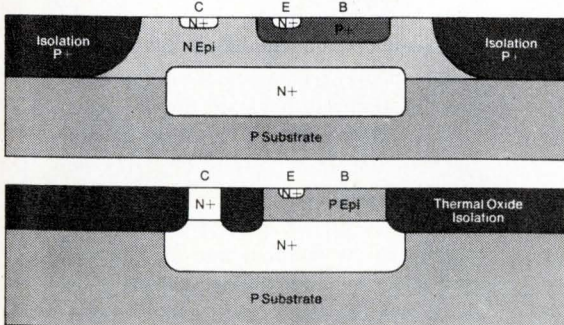 C E B
N+ N+ P+
Isolation
P+
N Epi
Isolation
P+
N+
P Substrate
C E B
N+ N+
P Epi
Thermal Oxide
Isolation
N+
P Substrate